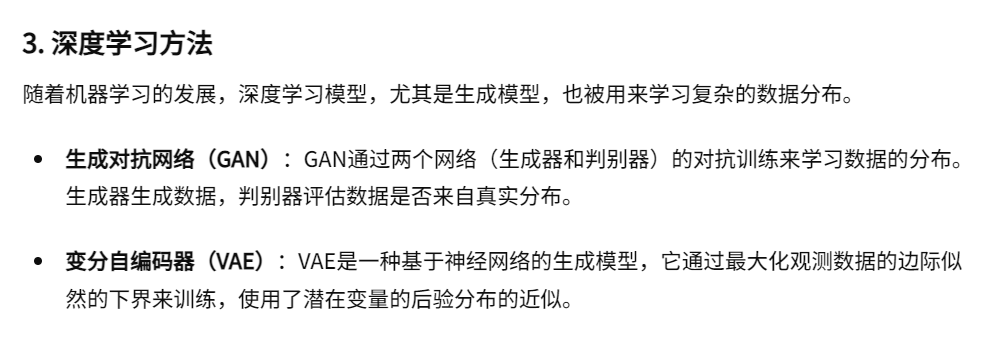 3. 深度学习方法
随着机器学习的发展，深度学习模型，尤其是生成模型，也被用来学习复杂的数据分布。
• 生成对抗网络（GAN）：GAN通过两个网络（生成器和判别器）的对抗训练来学习数据的分布。
生成器生成数据，判别器评估数据是否来自真实分布。
• 变分自编码器（VAE）：VAE是一种基于神经网络的生成模型，它通过最大化观测数据的边际似
然的下界来训练，使用了潜在变量的后验分布的近似。